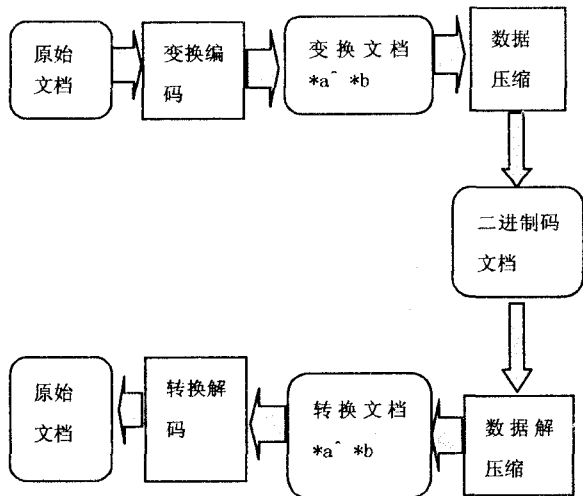 原始
文档
变换编
码
变换文档
*aˆ *b
数据
压缩
二进制码
文档
原始
文档
转换解
码
转换文档
*aˆ *b
数据解
压缩